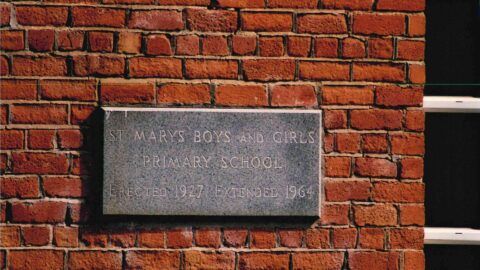 ST MARYS BOYS AND GIRLS
PRIMARY SCHOOL
ERECTED 1927 EXTENDED 1964